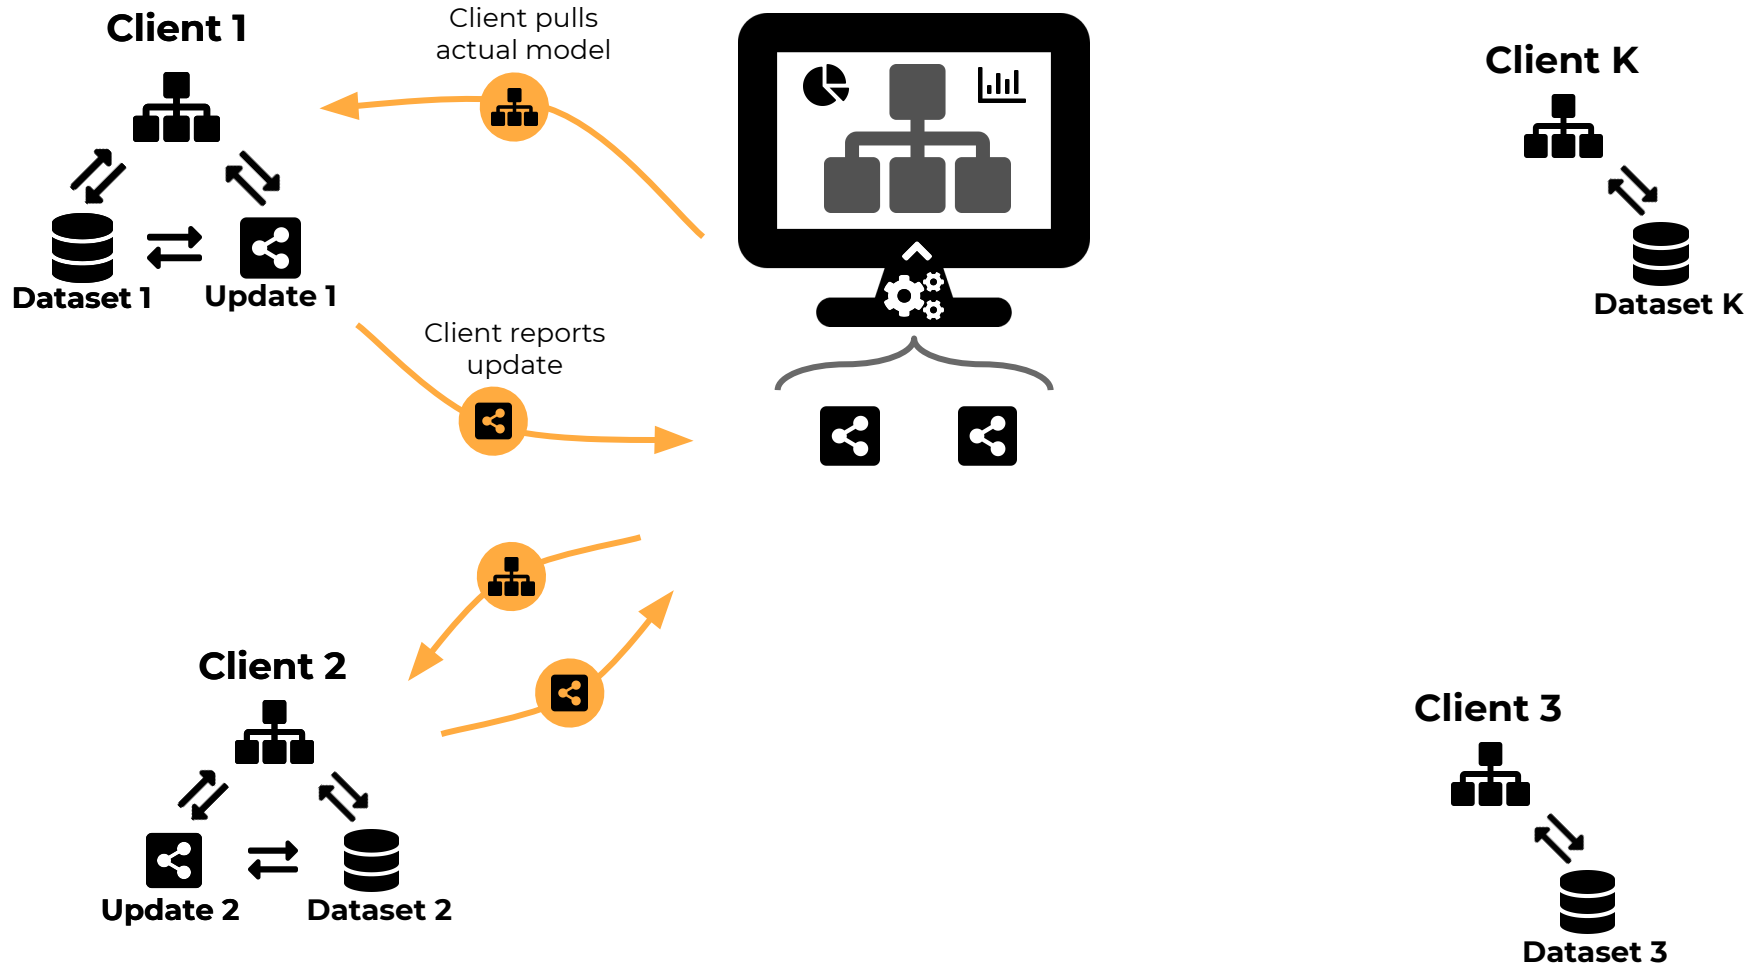 Client 1
Dataset 1
Update 1
Client pulls
actual model
Client reports
update
Client K
Dataset K
Client 2
Update 2
Dataset 2
Client 3
Dataset 3